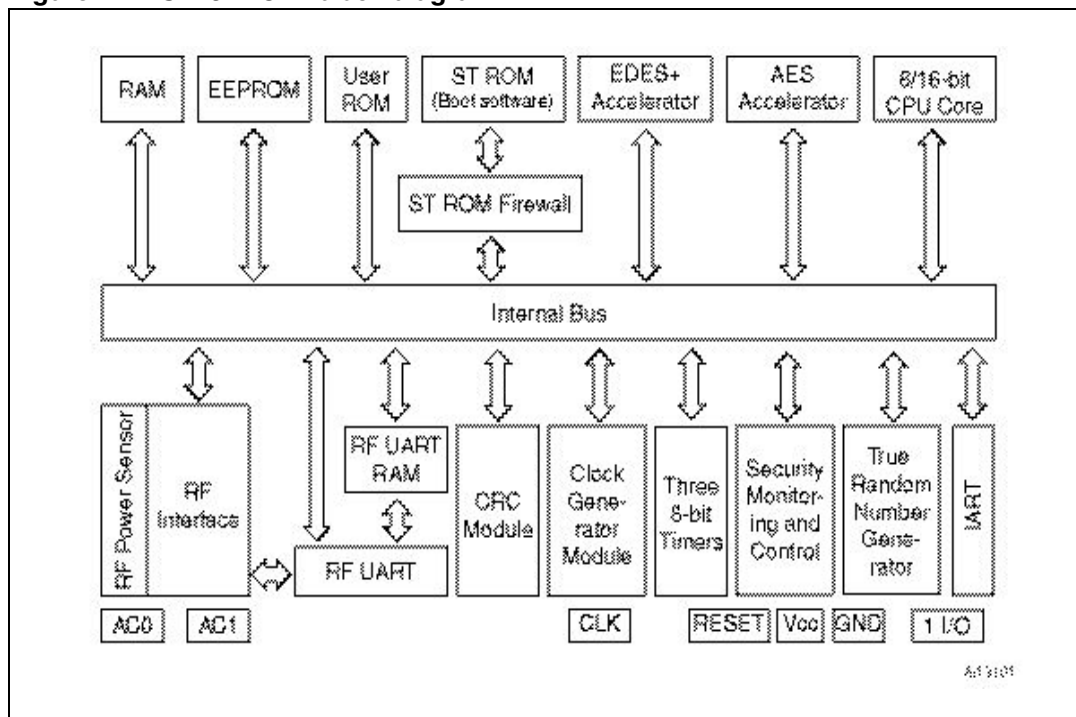 RAM
EEPROM
User
ROM
ST ROM
(Boot software)
EDES+
Accelerator
AES
Accelerator
8/16-bit
CPU Core
ST ROM Firewall
Internal Bus
RF Power Sensor
RF
Interface
RF UART
RAM
RF UART
CRC
Module
Clock
Gene-
rator
Module
Three
8-bit
Timers
Security
Monitor-
ing and
Control
True
Random
Number
Gene-
rator
IART
AC0
AC1
CLK
RESET
Vcc
GND
1 I/O